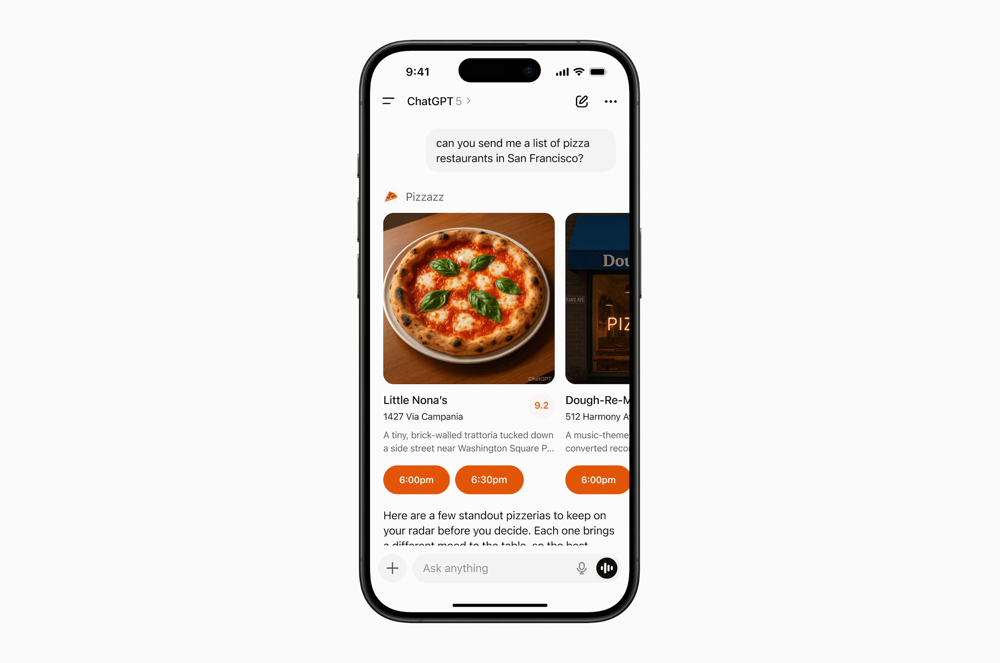 9:41
ChatGPT 5 >
can you send me a list of pizza
restaurants in San Francisco?
Pizzazz
Dou
RAND AVE
PIZ
ChatGPT
Little Nona’s
9.2
1427 Via Campania
A tiny, brick-walled trattoria tucked down
a side street near Washington Square P...
6:00pm
6:30pm
Dough-Re-M
512 Harmony Av
A music-theme
converted reco
6:00pm
Here are a few standout pizzerias to keep on
your radar before you decide. Each one brings
a different mood to the table, so the best
Ask anything